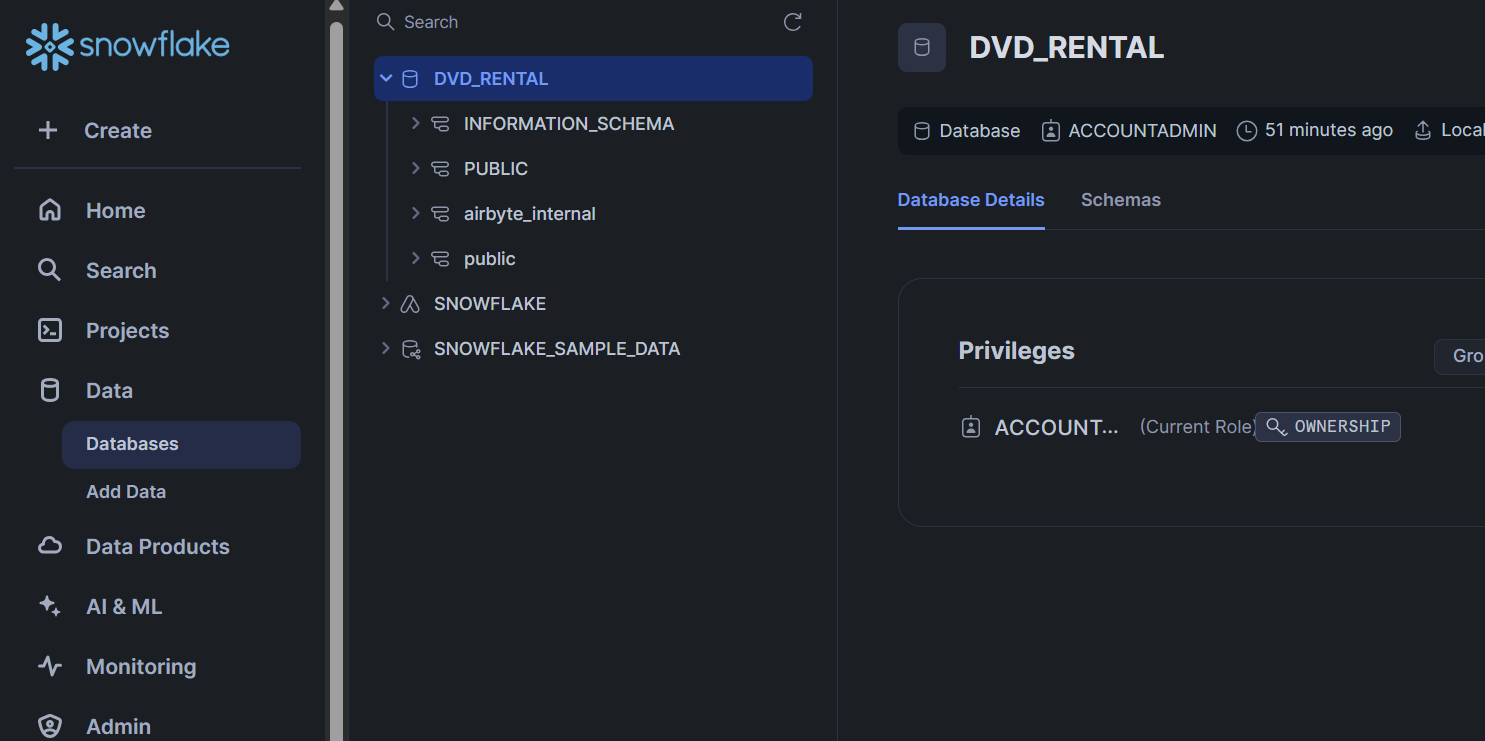 snowflake
Create
Home
Search
Projects
Data
Databases
Add Data
Data Products
AI & ML
Monitoring
Admin
Search
DVD_RENTAL
INFORMATION_SCHEMA
PUBLIC
airbyte_internal
public
SNOWFLAKE
SNOWFLAKE_SAMPLE_DATA
DVD_RENTAL
Database ACCOUNTADMIN 51 minutes ago Local
Database Details Schemas
Privileges Gro
ACCOUNT... (Current Role) OWNERSHIP